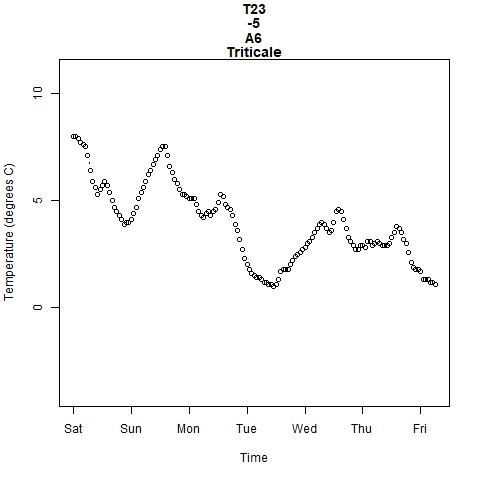 T23
-5
A6
Triticale
Temperature (degrees C)
10
5
0
Sat Sun Mon Tue Wed Thu Fri
Time